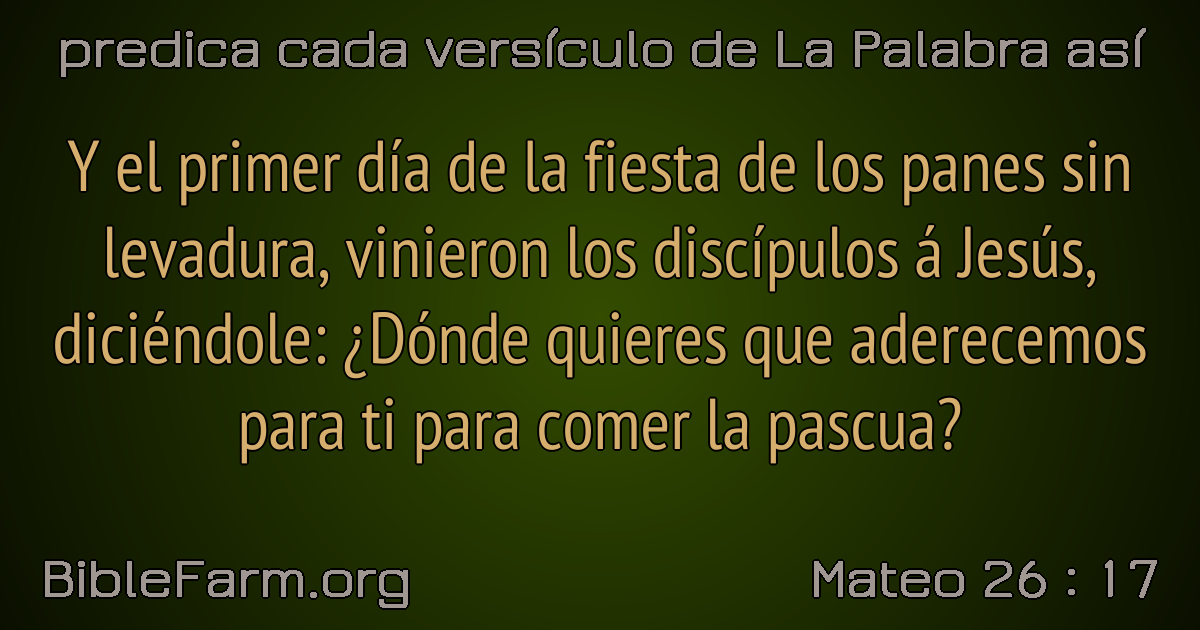 predica cada versículo de La Palabra así
Y el primer día de la fiesta de los panes sin
levadura, vinieron los discípulos á Jesús,
diciéndole: ¿Dónde quieres que aderecemos
para ti para comer la pascua?
BibleFarm.org
Mateo 26 : 17